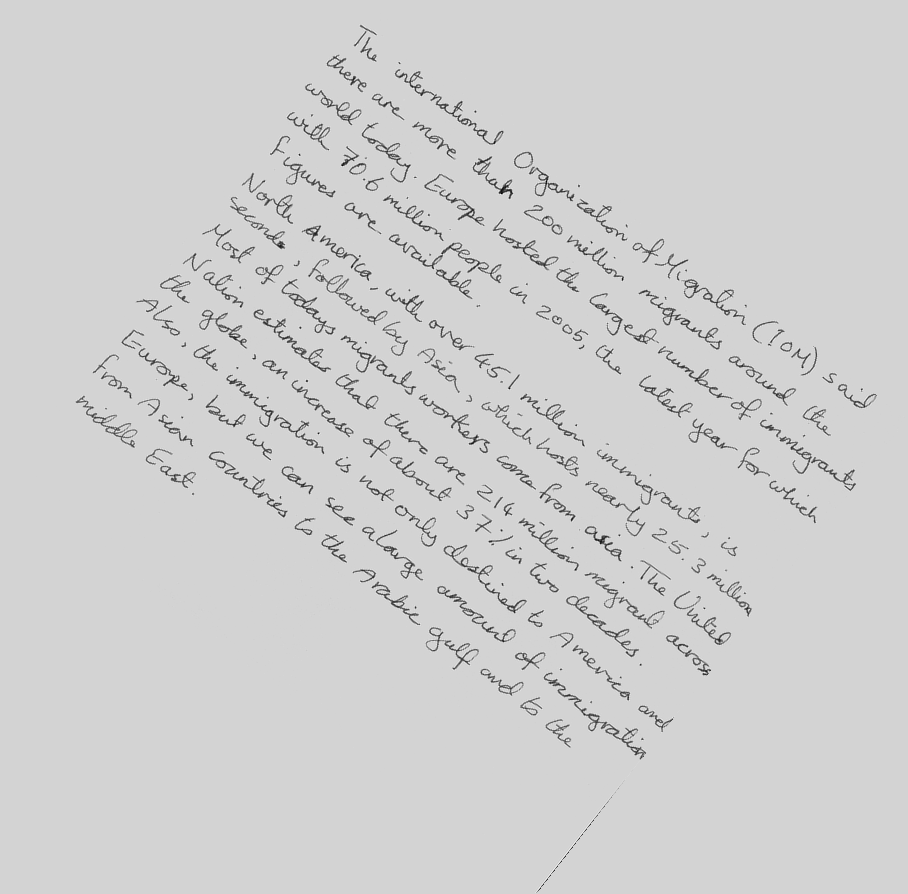 The international Organization of Migration (IOM) said
there are more than 200 million migrants around the
world today. Europe hosted the largest number of immigrants
with 70.6 million people in 2005, the latest year for which
figures are available.
North America, with over 45.1 million immigrants, is
seconds, followed by Asia, which hosts nearly 25.3 million
Most of todays migrants workers come from asia. The United
Nation estimates that there are 214 million migrant across
the globe, an increase of about 37% in two decades.
Also, the immigration is not only destined to America and
Europe, but we can see a large amount of immigration
from Asian countries to the Arabic gulf and to the
middle East.